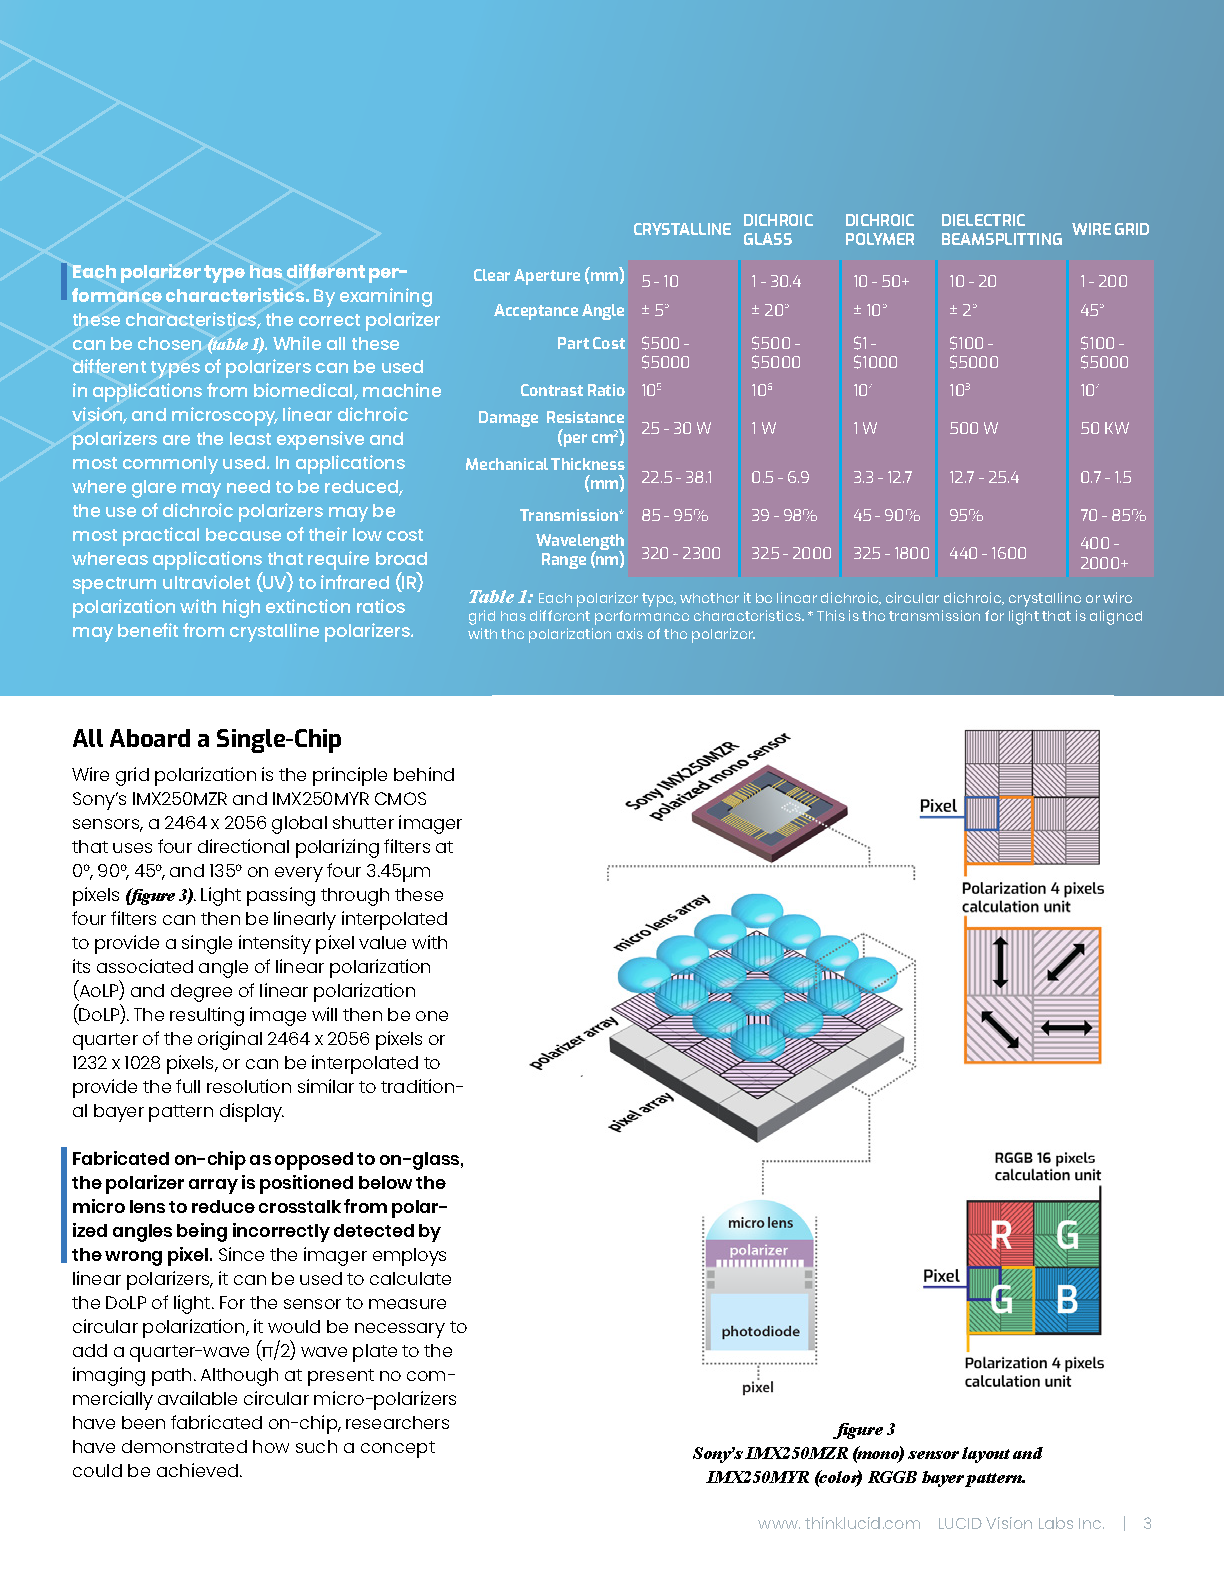 Each polarizer type has different per-
formance characteristics. By examining
these characteristics, the correct polarizer
can be chosen (table 1). While all these
different types of polarizers can be used
in applications from biomedical, machine
vision, and microscopy, linear dichroic
polarizers are the least expensive and
most commonly used. In applications
where glare may need to be reduced,
the use of dichroic polarizers may be
most practical because of their low cost
whereas applications that require broad
spectrum ultraviolet (UV) to infrared (IR)
polarization with high extinction ratios
may benefit from crystalline polarizers.
CRYSTALLINE DICHROIC GLASS DICHROIC POLYMER DIELECTRIC BEAMSPLITTING WIRE GRID
Clear Aperture (mm) 5 - 10 1 - 30.4 10 - 50+ 10 - 20 1 - 200
Acceptance Angle ± 5° ± 20° ± 10° ± 2° 45°
Part Cost $500 - $5000 $500 - $5000 $1 - $1000 $100 - $5000 $100 - $5000
Contrast Ratio 10⁵ 10⁶ 10⁴ 10³ 10⁴
Damage Resistance (per cm²) 25 - 30 W 1 W 1 W 500 W 50 KW
Mechanical Thickness (mm) 22.5 - 38.1 0.5 - 6.9 3.3 - 12.7 12.7 - 25.4 0.7 - 1.5
Transmission* 85 - 95% 39 - 98% 45 - 90% 95% 70 - 85%
Wavelength Range (nm) 320 - 2300 325 - 2000 325 - 1800 440 - 1600 400 - 2000+
Table 1: Each polarizer type, whether it be linear dichroic, circular dichroic, crystalline or wire
grid has different performance characteristics. * This is the transmission for light that is aligned
with the polarization axis of the polarizer.
All Aboard a Single-Chip
Wire grid polarization is the principle behind
Sony's IMX250MZR and IMX250MYR CMOS
sensors, a 2464 x 2056 global shutter imager
that uses four directional polarizing filters at
0°, 90°, 45°, and 135° on every four 3.45µm
pixels (figure 3). Light passing through these
four filters can then be linearly interpolated
to provide a single intensity pixel value with
its associated angle of linear polarization
(AoLP) and degree of linear polarization
(DoLP). The resulting image will then be one
quarter of the original 2464 x 2056 pixels or
1232 x 1028 pixels, or can be interpolated to
provide the full resolution similar to tradition-
al bayer pattern display.
Fabricated on-chip as opposed to on-glass,
the polarizer array is positioned below the
micro lens to reduce crosstalk from polar-
ized angles being incorrectly detected by
the wrong pixel. Since the imager employs
linear polarizers, it can be used to calculate
the DoLP of light. For the sensor to measure
circular polarization, it would be necessary to
add a quarter-wave (π/2) wave plate to the
imaging path. Although at present no com-
mercially available circular micro-polarizers
have been fabricated on-chip, researchers
have demonstrated how such a concept
could be achieved.
Sony IMX250MZR
polarized mono sensor
micro lens array
polarizer array
pixel array
micro lens
polarizer
photodiode
pixel
Pixel
Polarization 4 pixels
calculation unit
RGGB 16 pixels
calculation unit
R G
Pixel
G B
Polarization 4 pixels
calculation unit
figure 3
Sony's IMX250MZR (mono) sensor layout and
IMX250MYR (color) RGGB bayer pattern.
www.thinklucid.com LUCID Vision Labs Inc. | 3